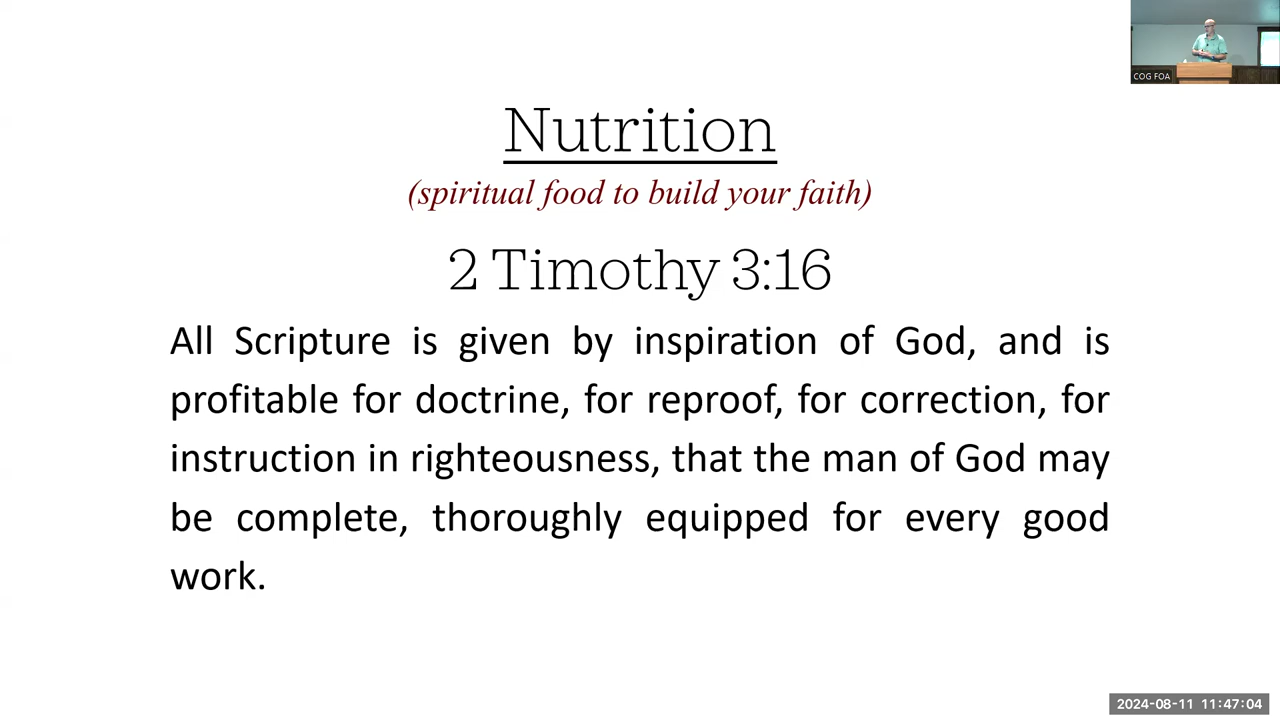 COG FOA
Nutrition
(spiritual food to build your faith)
2 Timothy 3:16
All Scripture is given by inspiration of God, and is
profitable for doctrine, for reproof, for correction, for
instruction in righteousness, that the man of God may
be complete, thoroughly equipped for every good
work.
2024-08-11 11:47:04